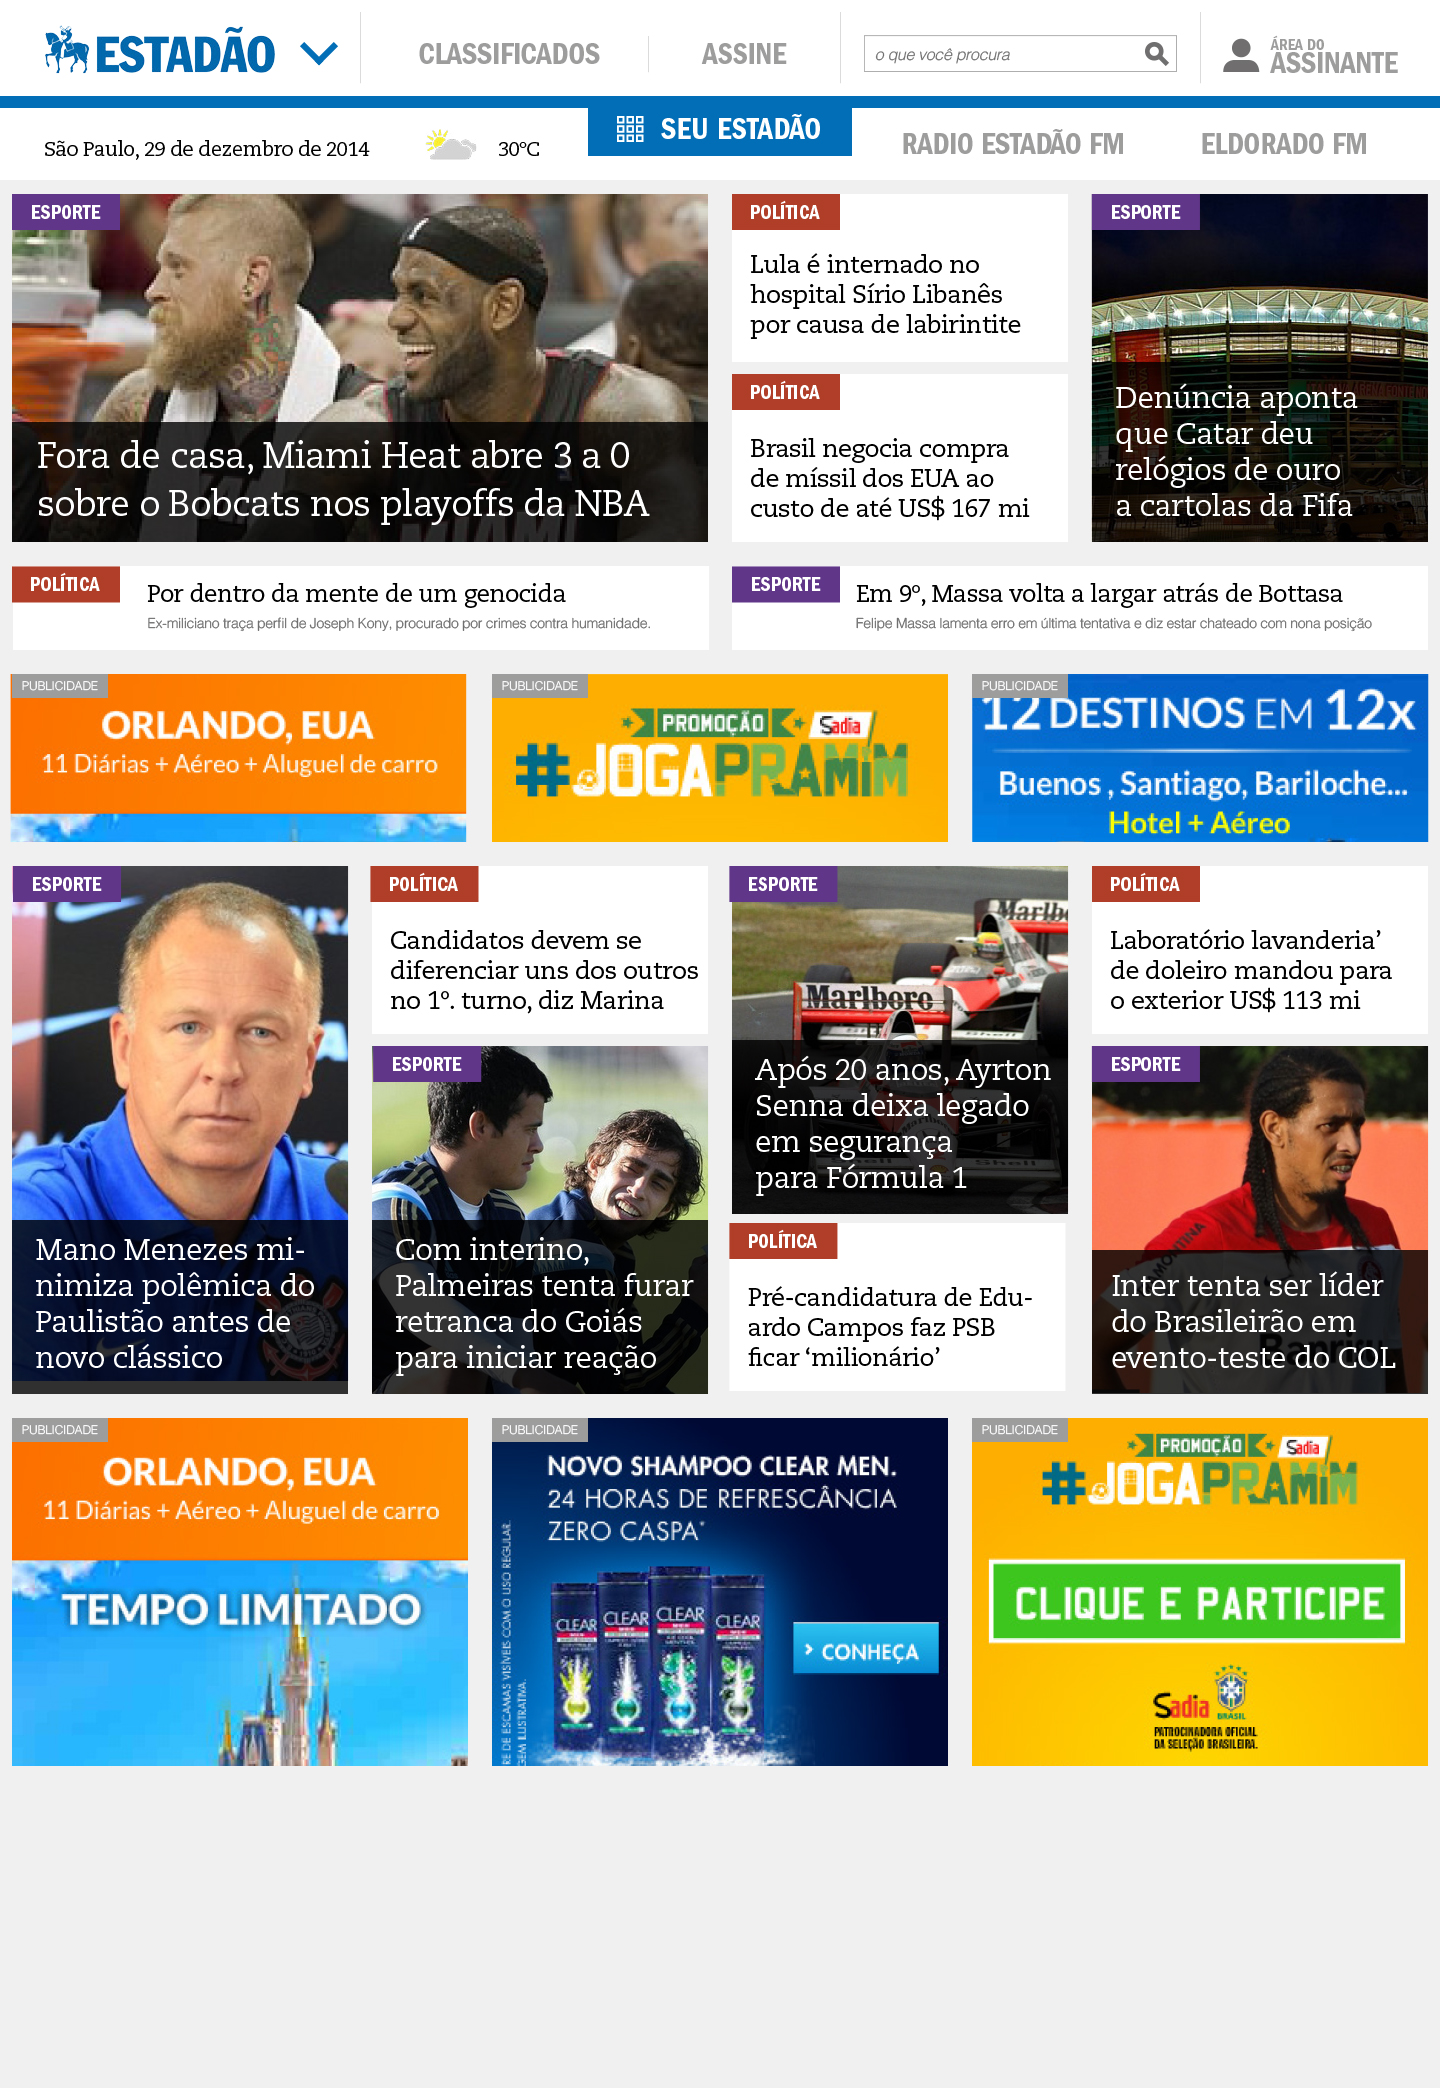 ESTADÃO
CLASSIFICADOS
ASSINE
o que você procura
ÁREA DO
ASSINANTE
São Paulo, 29 de dezembro de 2014
30ºC
SEU ESTADÃO
RADIO ESTADÃO FM
ELDORADO FM
ESPORTE
Fora de casa, Miami Heat abre 3 a 0
sobre o Bobcats nos playoffs da NBA
POLÍTICA
Lula é internado no
hospital Sírio Libanês
por causa de labirintite
POLÍTICA
Brasil negocia compra
de míssil dos EUA ao
custo de até US$ 167 mi
ESPORTE
Denúncia aponta
que Catar deu
relógios de ouro
a cartolas da Fifa
POLÍTICA
Por dentro da mente de um genocida
Ex-miliciano traça perfil de Joseph Kony, procurado por crimes contra humanidade.
ESPORTE
Em 9º, Massa volta a largar atrás de Bottasa
Felipe Massa lamenta erro em última tentativa e diz estar chateado com nona posição
PUBLICIDADE
ORLANDO, EUA
11 Diárias + Aéreo + Aluguel de carro
PUBLICIDADE
PROMOÇÃO Sadia
#JOGAPRAMIM
PUBLICIDADE
12 DESTINOS EM 12x
Buenos , Santiago, Bariloche...
Hotel + Aéreo
ESPORTE
Mano Menezes mi-
nimiza polêmica do
Paulistão antes de
novo clássico
POLÍTICA
Candidatos devem se
diferenciar uns dos outros
no 1º. turno, diz Marina
ESPORTE
Com interino,
Palmeiras tenta furar
retranca do Goiás
para iniciar reação
ESPORTE
Marlboro
Marlboro
Shell
Após 20 anos, Ayrton
Senna deixa legado
em segurança
para Fórmula 1
POLÍTICA
Pré-candidatura de Edu-
ardo Campos faz PSB
ficar ‘milionário’
POLÍTICA
Laboratório lavanderia’
de doleiro mandou para
o exterior US$ 113 mi
ESPORTE
Inter tenta ser líder
do Brasileirão em
evento-teste do COL
PUBLICIDADE
ORLANDO, EUA
11 Diárias + Aéreo + Aluguel de carro
TEMPO LIMITADO
PUBLICIDADE
NOVO SHAMPOO CLEAR MEN.
24 HORAS DE REFRESCÂNCIA
ZERO CASPA*
RE DE ESCAMAS VISÍVEIS COM O USO REGULAR.
GEM ILUSTRATIVA.
CLEAR
CLEAR
CLEAR
CLEAR
› CONHEÇA
PUBLICIDADE
PROMOÇÃO Sadia
#JOGAPRAMIM
CLIQUE E PARTICIPE
Sadia
BRASIL
PATROCINADORA OFICIAL
DA SELEÇÃO BRASILEIRA.